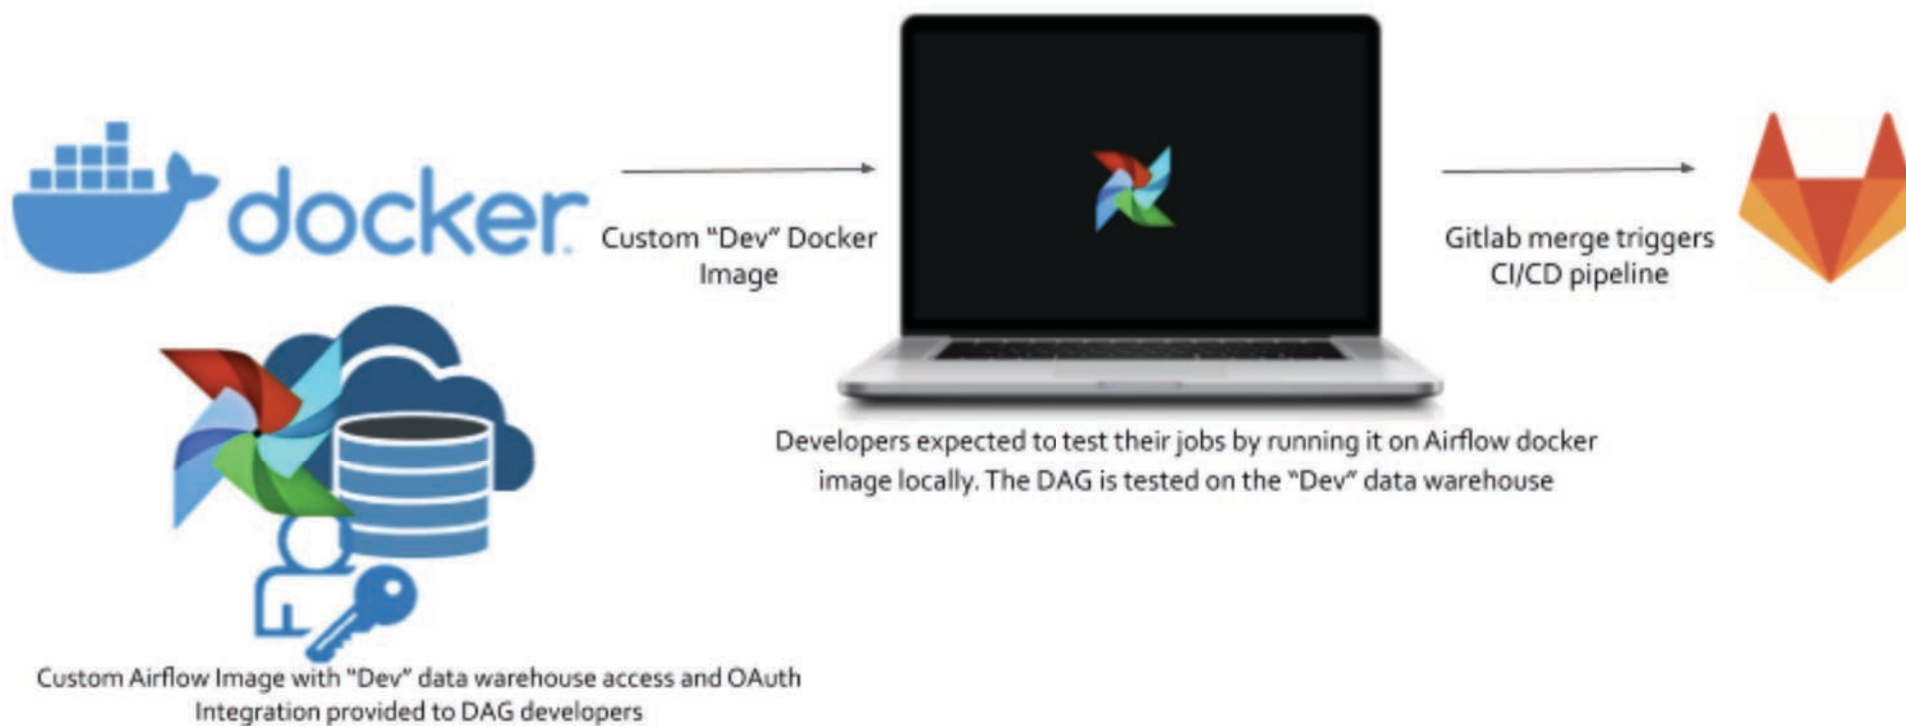 docker
Custom "Dev" Docker
Image
Gitlab merge triggers
CI/CD pipeline
Developers expected to test their jobs by running it on Airflow docker
image locally. The DAG is tested on the "Dev" data warehouse
Custom Airflow Image with "Dev" data warehouse access and OAuth
Integration provided to DAG developers